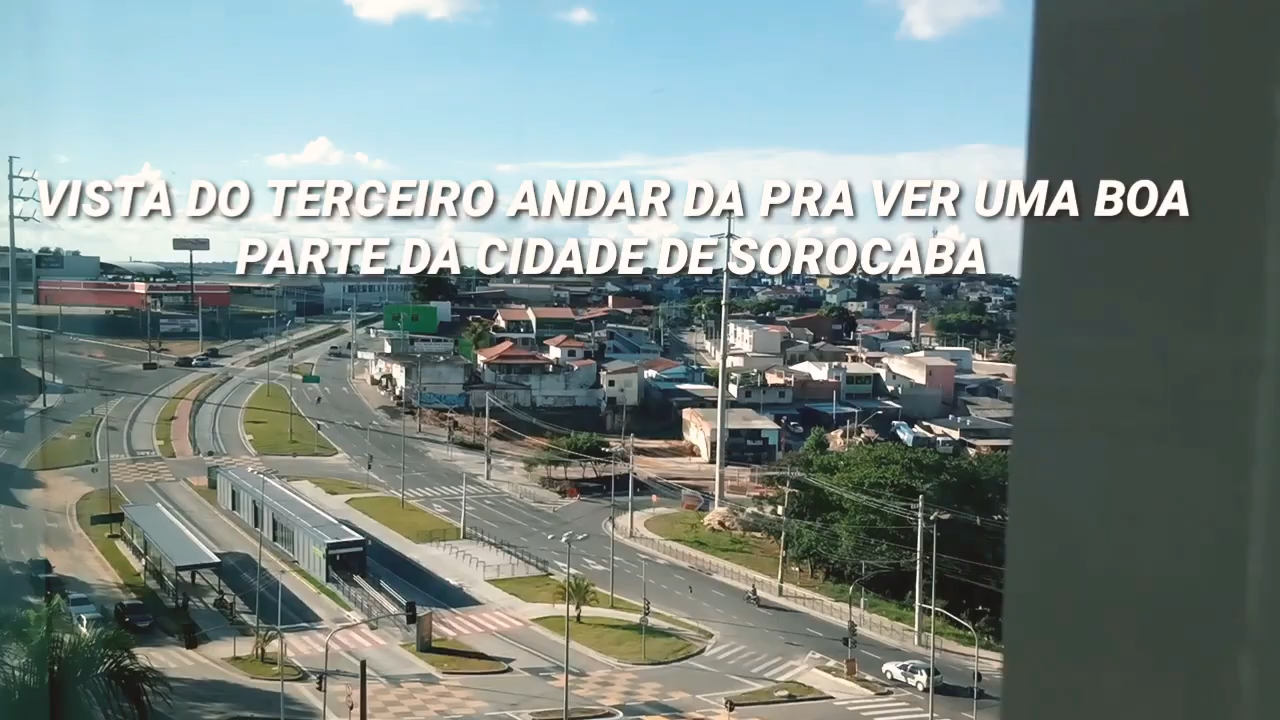 VISTA DO TERCEIRO ANDAR DA PRA VER UMA BOA
PARTE DA CIDADE DE SOROCABA